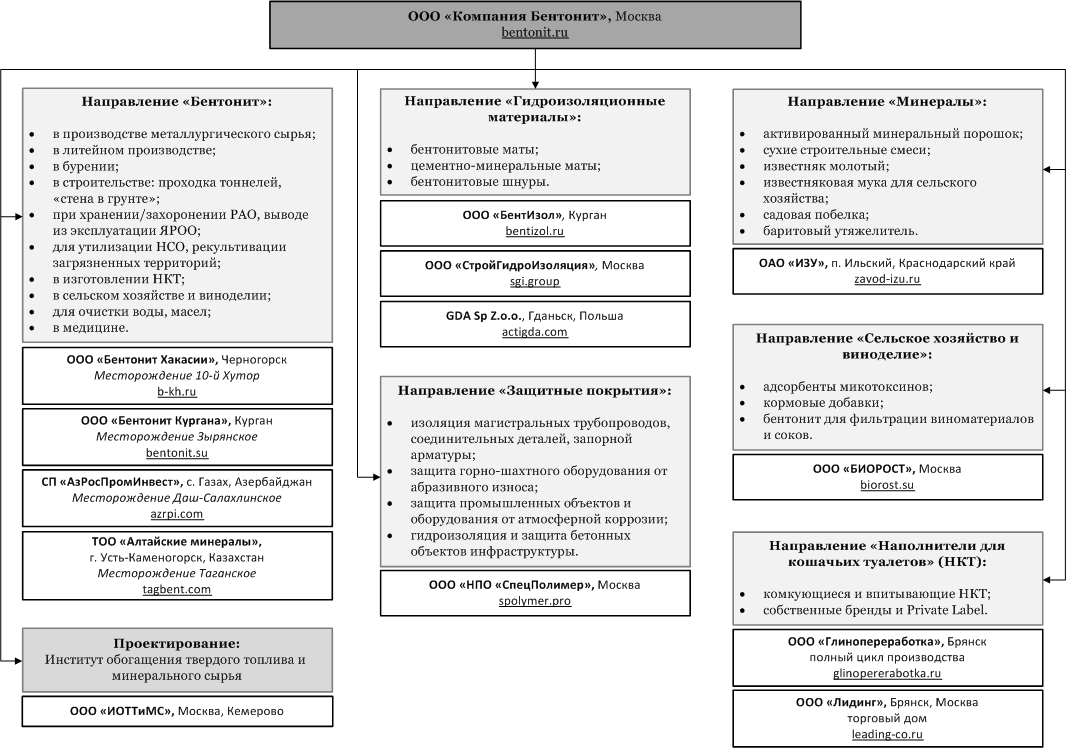 ООО «Компания Бентонит», Москва
bentonit.ru
Направление «Бентонит»:
• в производстве металлургического сырья;
• в литейном производстве;
• в бурении;
• в строительстве: проходка тоннелей,
«стена в грунте»;
• при хранении/захоронении РАО, выводе
из эксплуатации ЯРОО;
• для утилизации НСО, рекультивации
загрязненных территорий;
• в изготовлении НКТ;
• в сельском хозяйстве и виноделии;
• для очистки воды, масел;
• в медицине.
ООО «Бентонит Хакасии», Черногорск
Месторождение 10-й Хутор
b-kh.ru
ООО «Бентонит Кургана», Курган
Месторождение Зырянское
bentonit.su
СП «АзРосПромИнвест», с. Газах, Азербайджан
Месторождение Даш-Салахлинское
azrpi.com
ТОО «Алтайские минералы»,
г. Усть-Каменогорск, Казахстан
Месторождение Таганское
tagbent.com
Проектирование:
Институт обогащения твердого топлива и
минерального сырья
ООО «ИОТТиМС», Москва, Кемерово
Направление «Гидроизоляционные
материалы»:
• бентонитовые маты;
• цементно-минеральные маты;
• бентонитовые шнуры.
ООО «БентИзол», Курган
bentizol.ru
ООО «СтройГидроИзоляция», Москва
sgi.group
GDA Sp Z.o.o., Гданьск, Польша
actigda.com
Направление «Защитные покрытия»:
• изоляция магистральных трубопроводов,
соединительных деталей, запорной
арматуры;
• защита горно-шахтного оборудования от
абразивного износа;
• защита промышленных объектов и
оборудования от атмосферной коррозии;
• гидроизоляция и защита бетонных
объектов инфраструктуры.
ООО «НПО «СпецПолимер», Москва
spolymer.pro
Направление «Минералы»:
• активированный минеральный порошок;
• сухие строительные смеси;
• известняк молотый;
• известняковая мука для сельского
хозяйства;
• садовая побелка;
• баритовый утяжелитель.
ОАО «ИЗУ», п. Ильский, Краснодарский край
zavod-izu.ru
Направление «Сельское хозяйство и
виноделие»:
• адсорбенты микотоксинов;
• кормовые добавки;
• бентонит для фильтрации виноматериалов
и соков.
ООО «БИОРОСТ», Москва
biorost.su
Направление «Наполнители для
кошачьих туалетов» (НКТ):
• комкующиеся и впитывающие НКТ;
• собственные бренды и Private Label.
ООО «Глинопереработка», Брянск
полный цикл производства
glinopererabotka.ru
ООО «Лидинг», Брянск, Москва
торговый дом
leading-co.ru